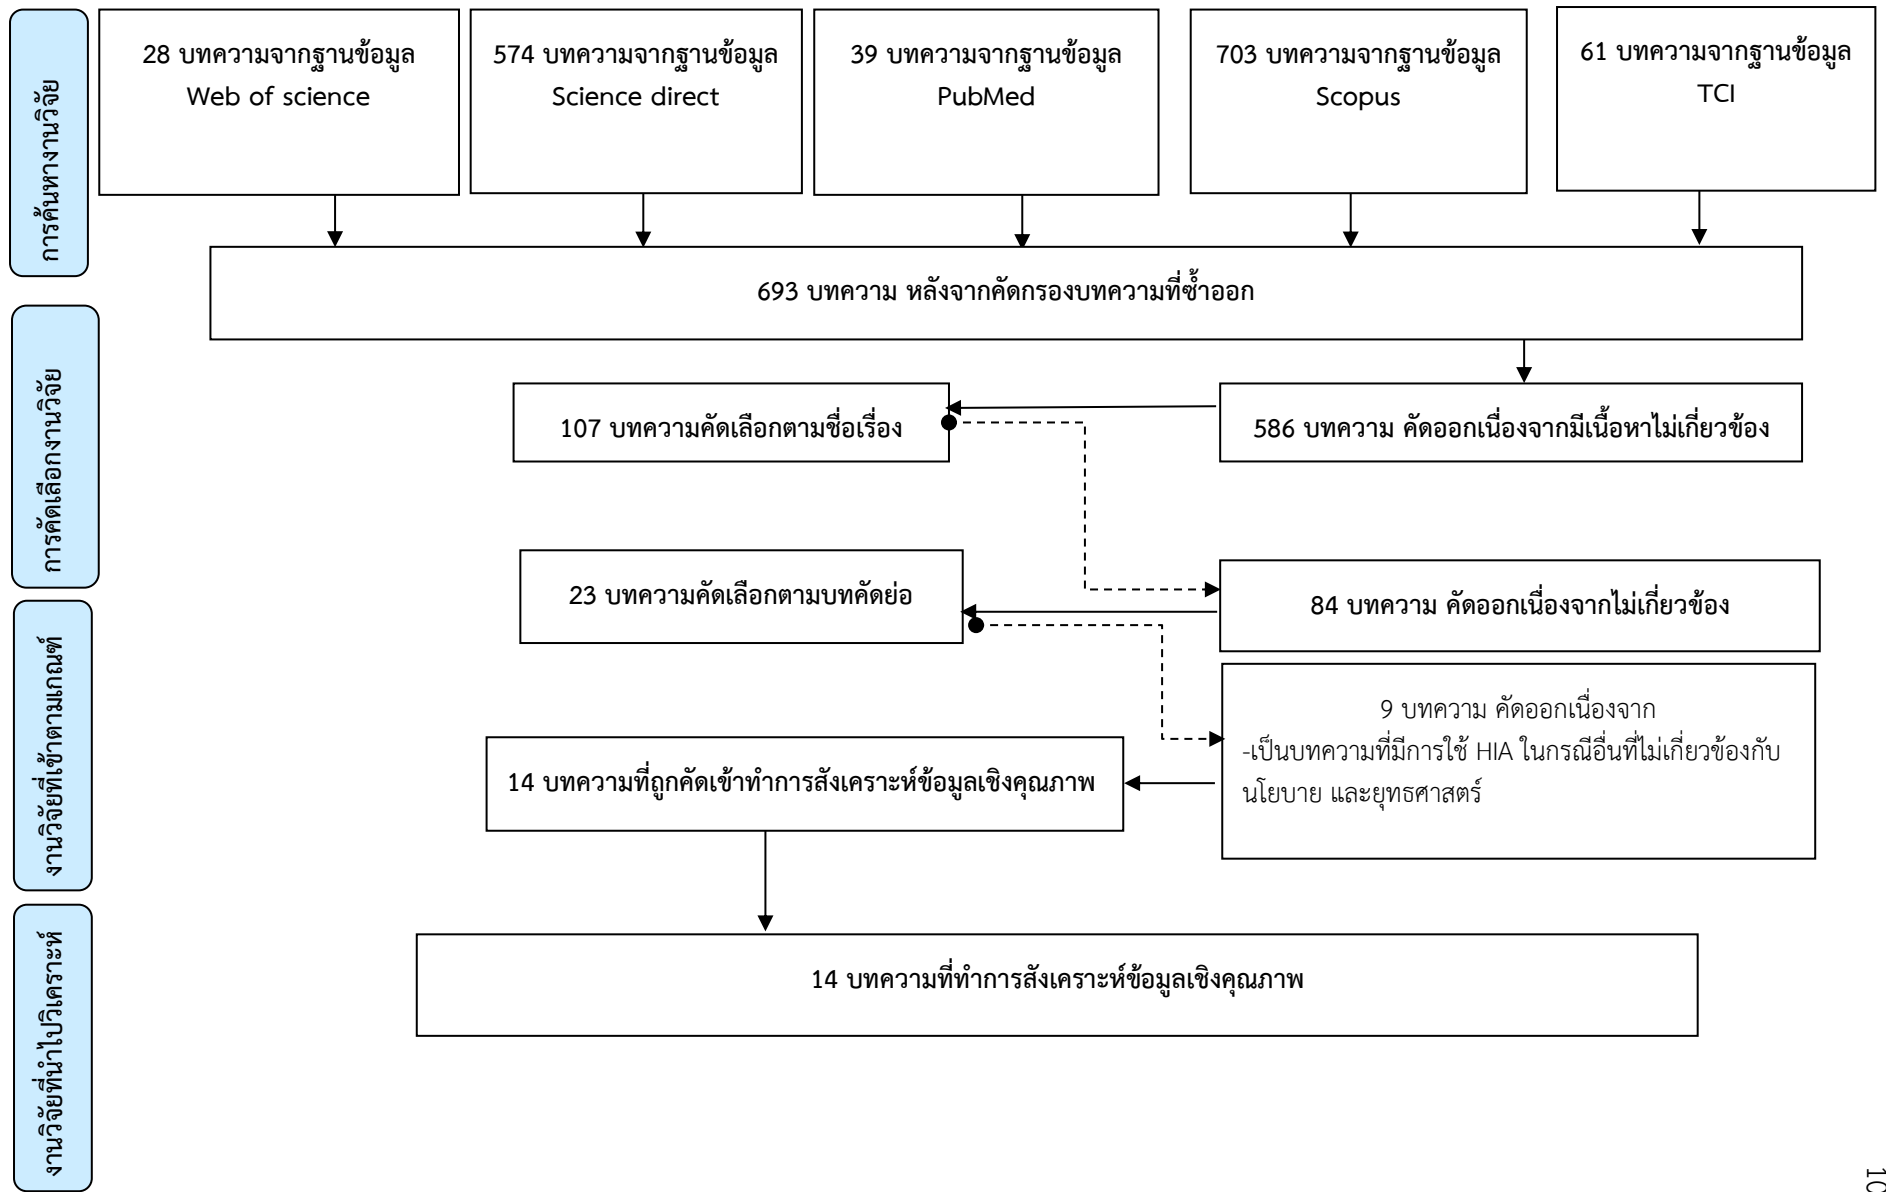 การค้นหางานวิจัย
28 บทความจากฐานข้อมูล
Web of science
574 บทความจากฐานข้อมูล
Science direct
39 บทความจากฐานข้อมูล
PubMed
703 บทความจากฐานข้อมูล
Scopus
61 บทความจากฐานข้อมูล
TCI
693 บทความ หลังจากคัดกรองบทความที่ซ้ำออก
การคัดเลือกงานวิจัย
107 บทความคัดเลือกตามชื่อเรื่อง
586 บทความ คัดออกเนื่องจากมีเนื้อหาไม่เกี่ยวข้อง
23 บทความคัดเลือกตามบทคัดย่อ
84 บทความ คัดออกเนื่องจากไม่เกี่ยวข้อง
งานวิจัยที่เข้าตามเกณฑ์
9 บทความ คัดออกเนื่องจาก
-เป็นบทความที่มีการใช้ HIA ในกรณีอื่นที่ไม่เกี่ยวข้องกับ
นโยบาย และยุทธศาสตร์
14 บทความที่ถูกคัดเข้าทำการสังเคราะห์ข้อมูลเชิงคุณภาพ
งานวิจัยที่นำไปวิเคราะห์
14 บทความที่ทำการสังเคราะห์ข้อมูลเชิงคุณภาพ
10